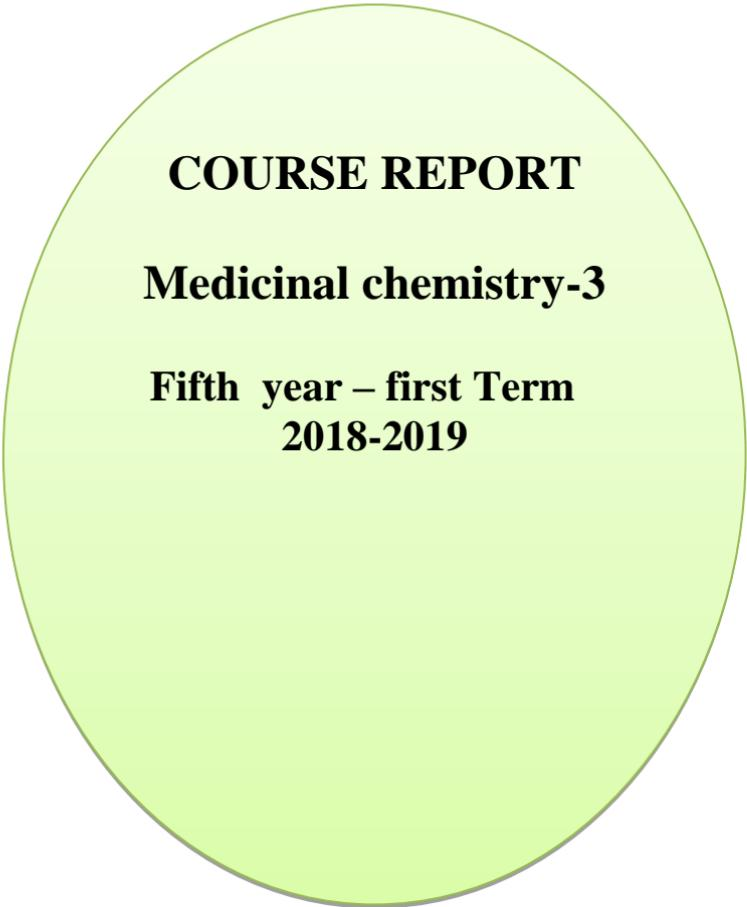 COURSE REPORT
Medicinal chemistry-3
Fifth  year – first Term
2018-2019